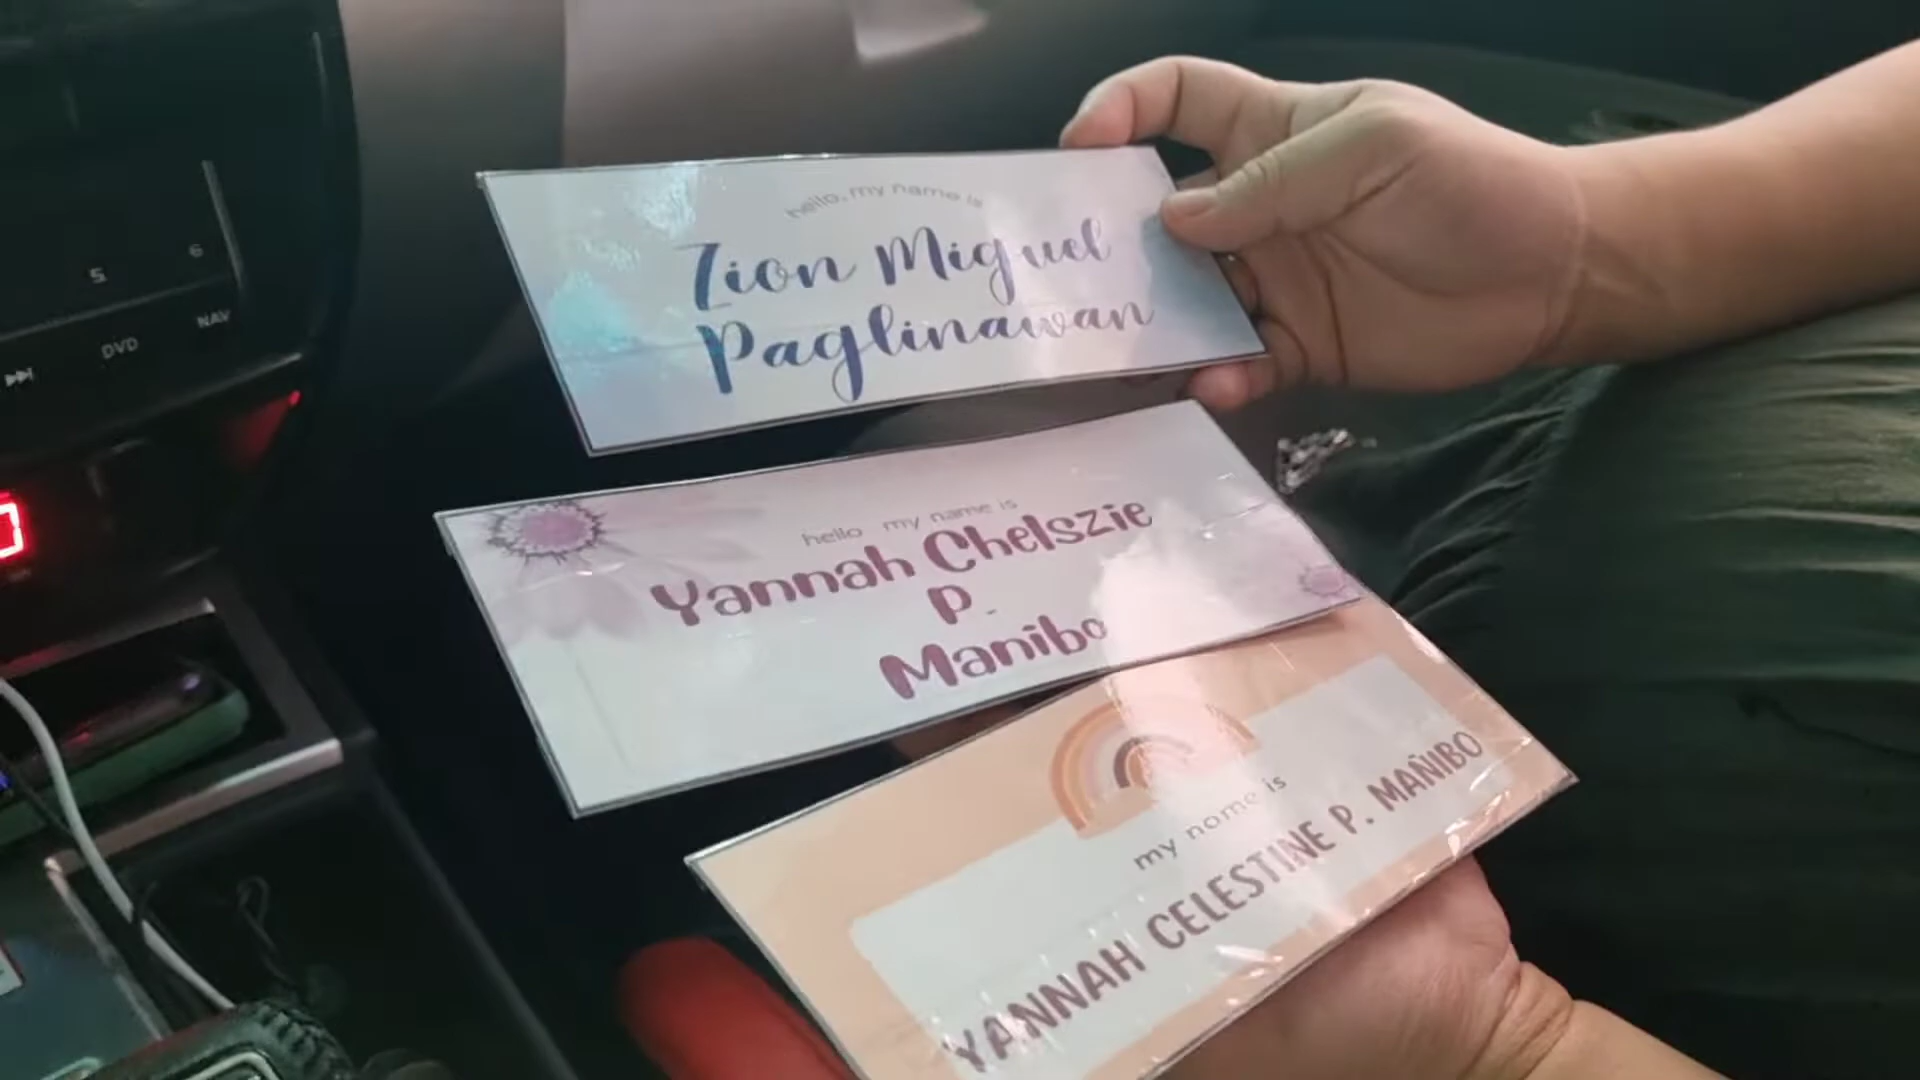 5 6
DVD NAV
hello, my name is
Zion Miguel
Paglinawan
hello my name is
Yannah Chelszie
P.
Manibo
my name is
YANNAH CELESTINE P. MAÑIBO